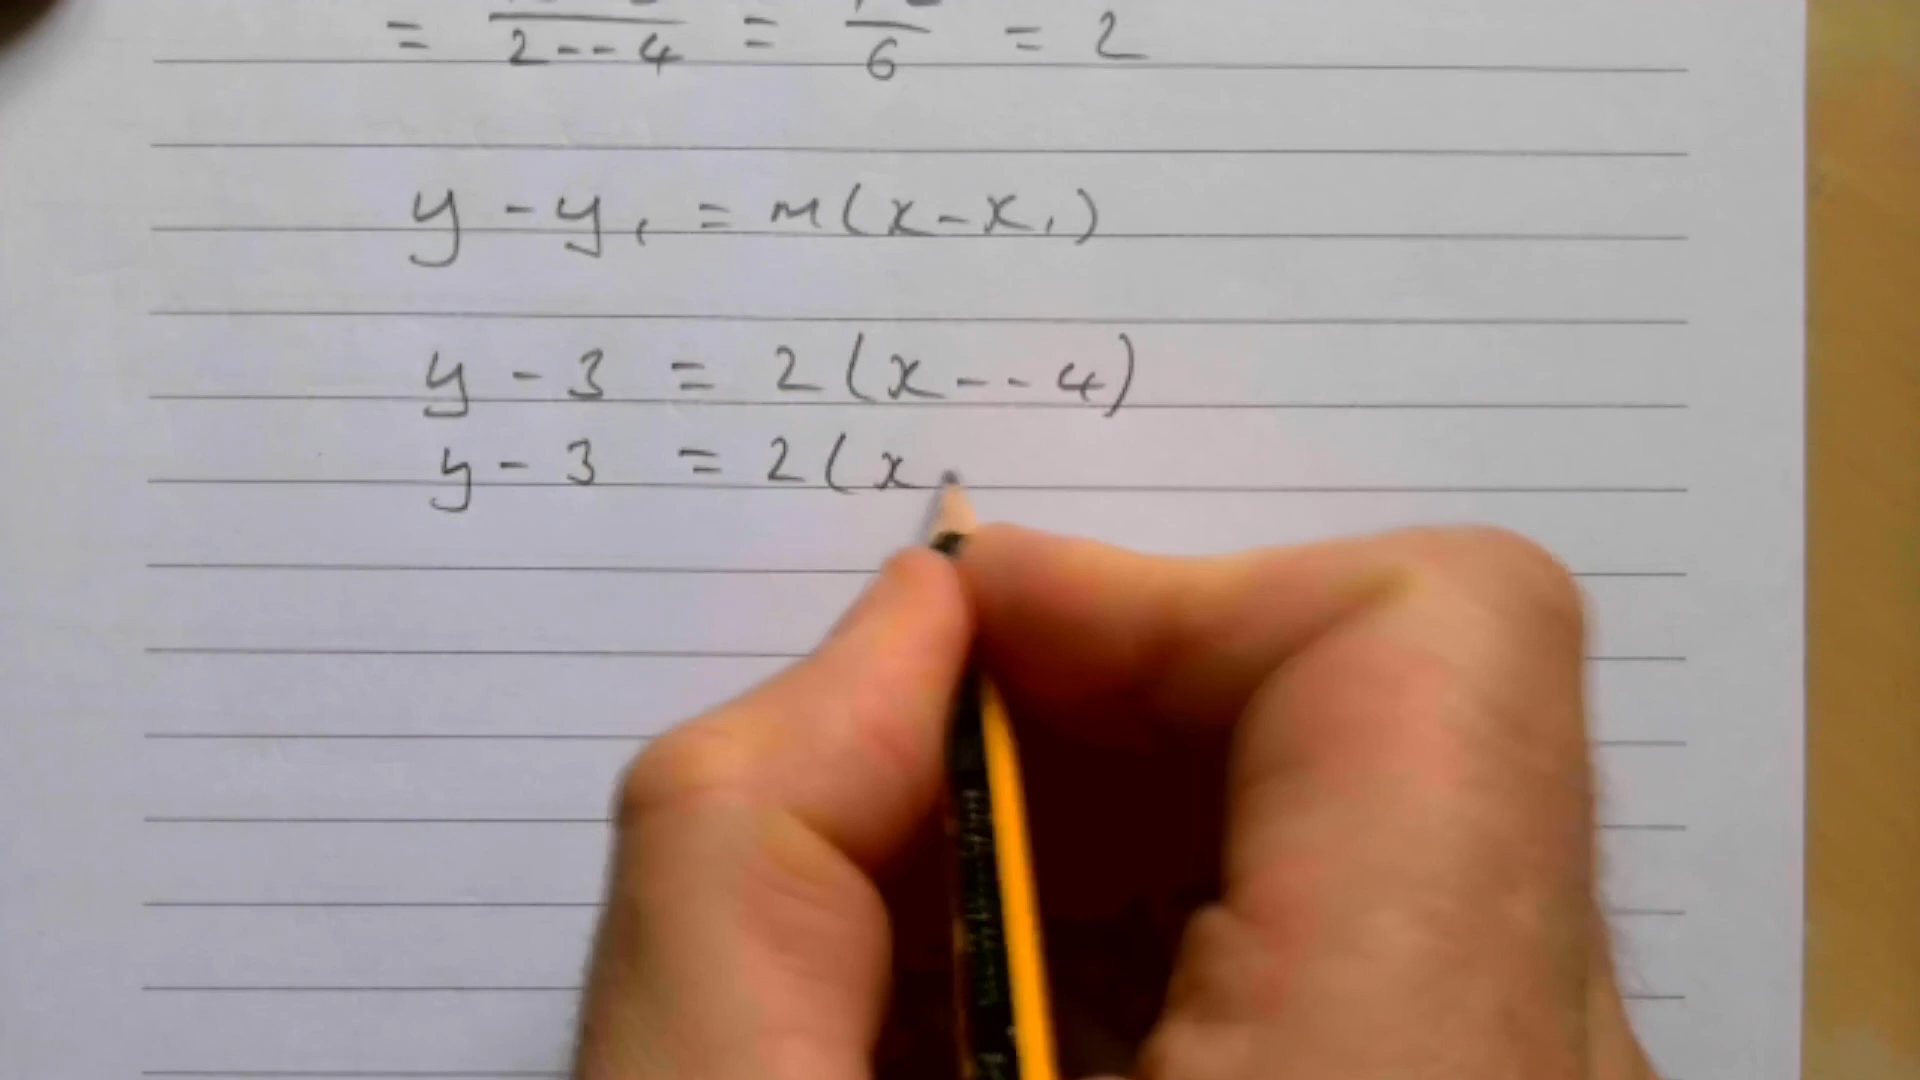 = /2--4 = /6 = 2
y - y₁ = m(x - x₁)
y - 3 = 2(x - - 4)
y - 3 = 2(x